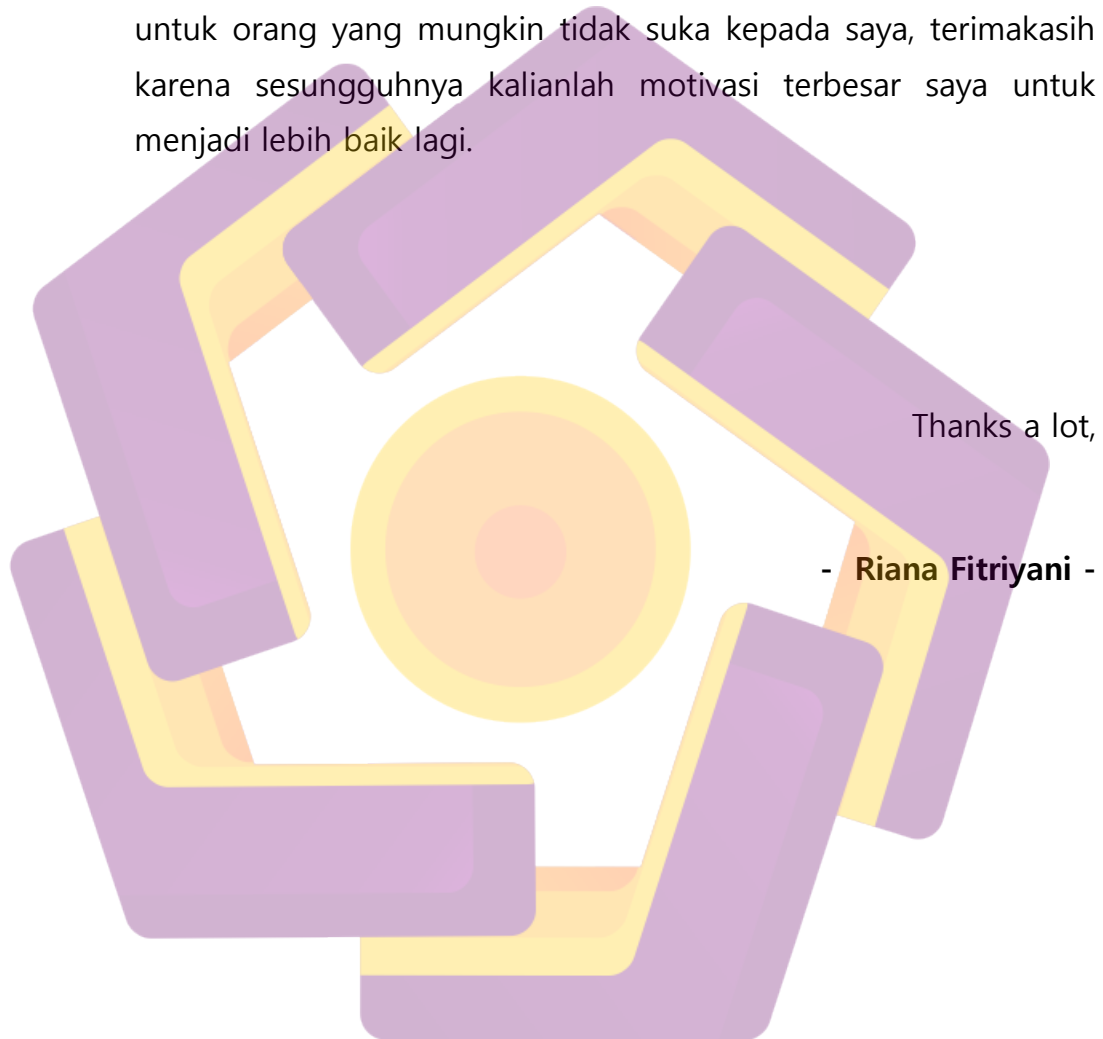 untuk orang yang mungkin tidak suka kepada saya, terimakasih
karena sesungguhnya kalianlah motivasi terbesar saya untuk
menjadi lebih baik lagi.
Thanks a lot,
- Riana Fitriyani -